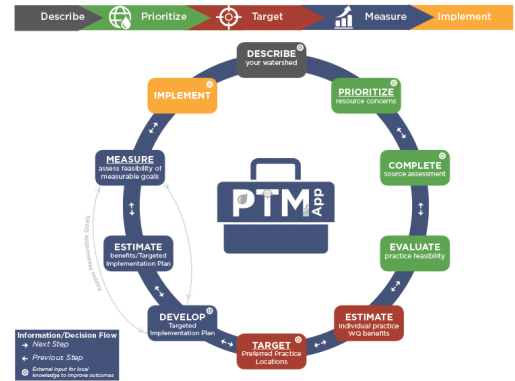 Describe
Prioritize
Target
Measure
Implement
DESCRIBE
your watershed
PRIORITIZE
resource concerns
COMPLETE
source assessment
EVALUATE
practice feasibility
ESTIMATE
individual practice
WQ benefits
TARGET
Preferred Practice
Locations
DEVELOP
Targeted
Implementation Plan
ESTIMATE
benefits/Targeted
Implementation Plan
MEASURE
assess feasibility of
measurable goals
IMPLEMENT
Assess Measurable Goals
PTM
App
Information/Decision Flow
Next Step
Previous Step
External input for local
knowledge to improve outcomes